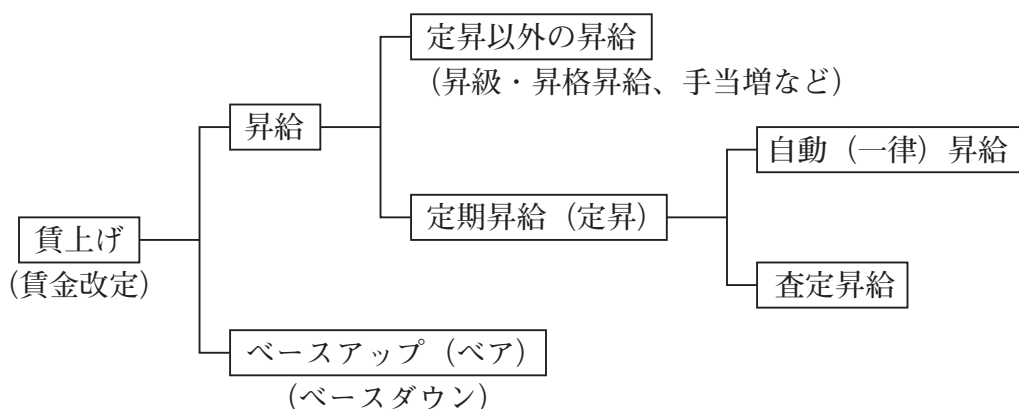 定昇以外の昇給
(昇級・昇格昇給、手当増など)
昇給
自動(一律)昇給
定期昇給(定昇)
賃上げ
(賃金改定)
査定昇給
ベースアップ(ベア)
(ベースダウン)